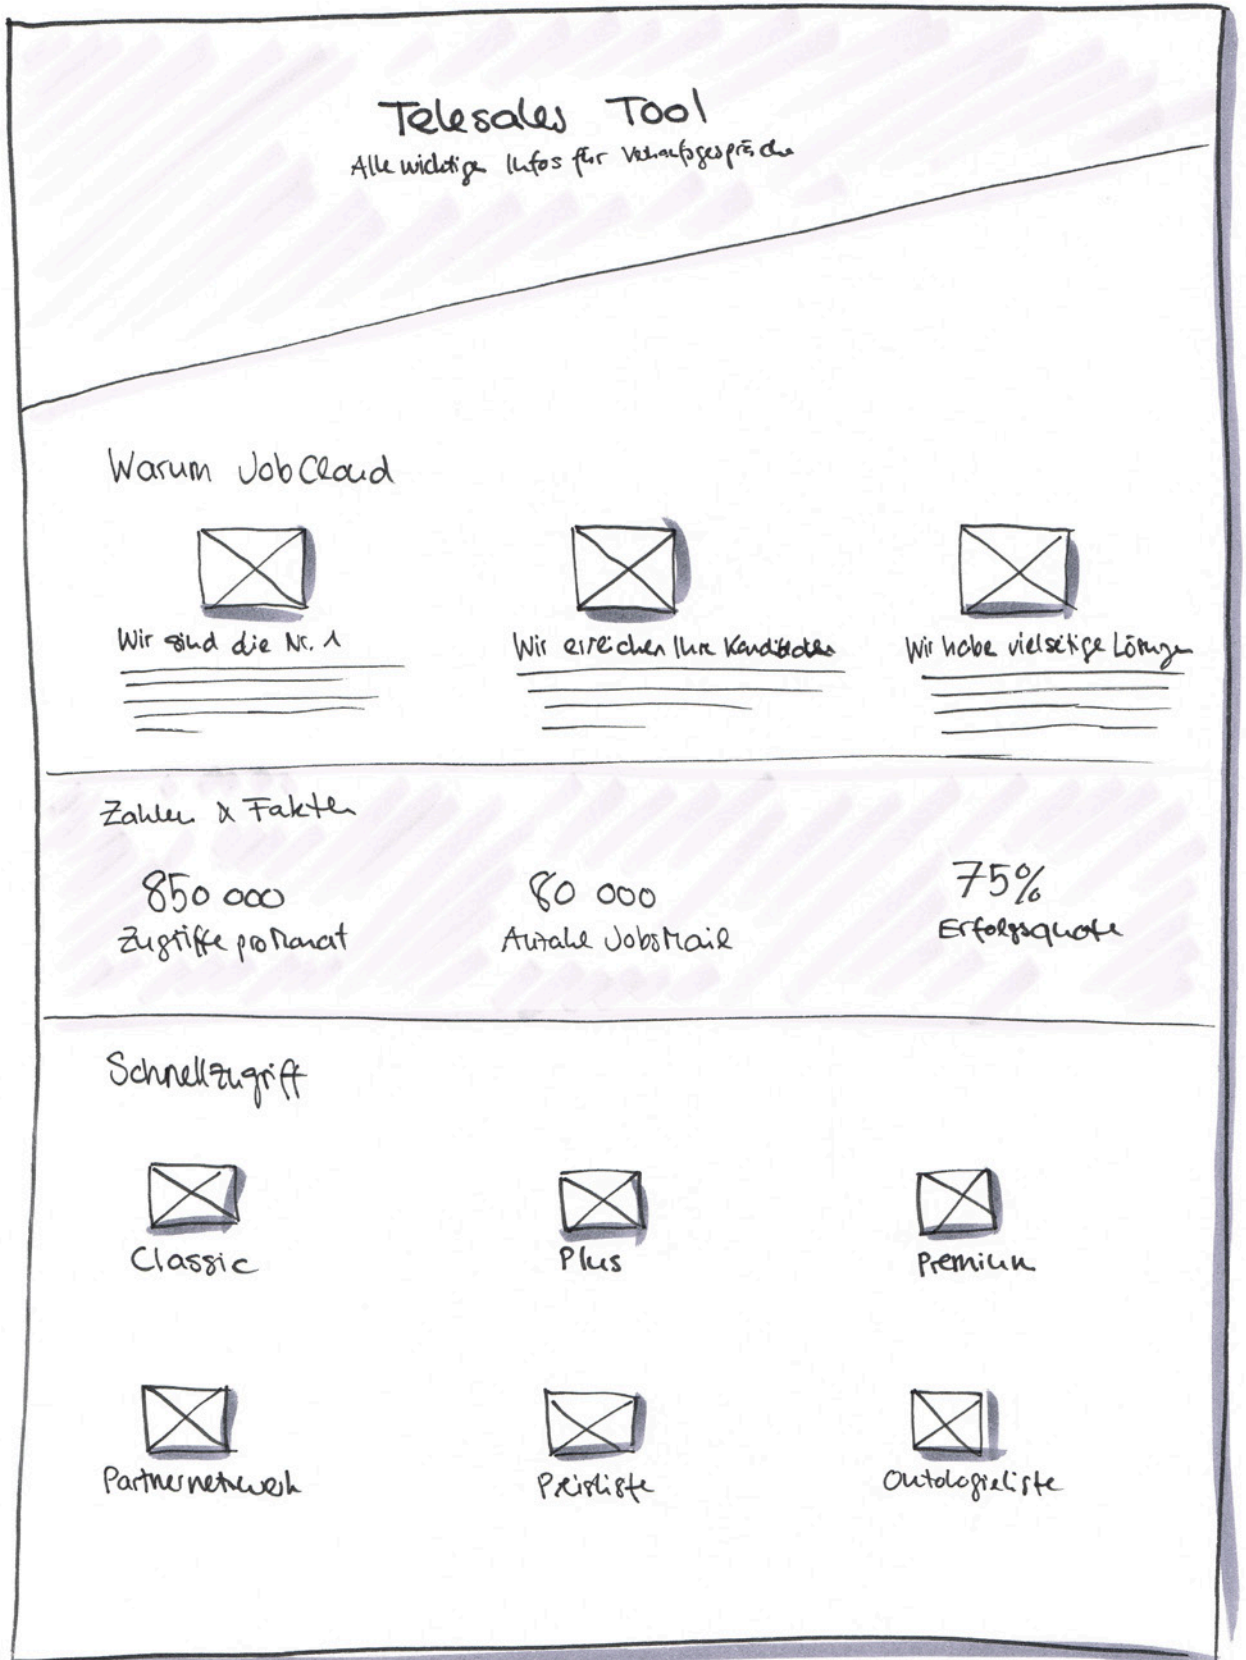 Telesales Tool
Alle wichtige Infos für Verkaufsgespräche
Warum JobCloud
Wir sind die Nr. 1
Wir erreichen Ihre Kandidaten
Wir habe vielseitige Lösungen
Zahlen & Fakten
850 000
80 000
75%
Zugriffe pro Monat
Anzahl JobsMail
Erfolgsquote
Schnellzugriff
Classic
Plus
Premium
Partnernetzwerk
Preisliste
Ontologieliste